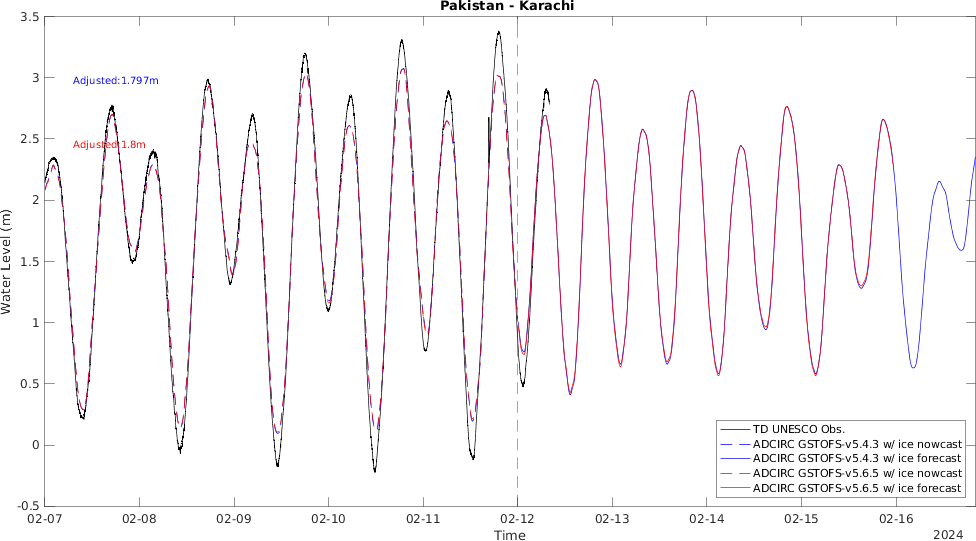 Pakistan - Karachi
3.5
3
2.5
2
1.5
1
0.5
0
-0.5
Water Level (m)
Adjusted:1.797m
Adjusted:1.8m
TD UNESCO Obs.
ADCIRC GSTOFS-v5.4.3 w/ ice nowcast
ADCIRC GSTOFS-v5.4.3 w/ ice forecast
ADCIRC GSTOFS-v5.6.5 w/ ice nowcast
ADCIRC GSTOFS-v5.6.5 w/ ice forecast
02-07 02-08 02-09 02-10 02-11 02-12 02-13 02-14 02-15 02-16
Time
2024